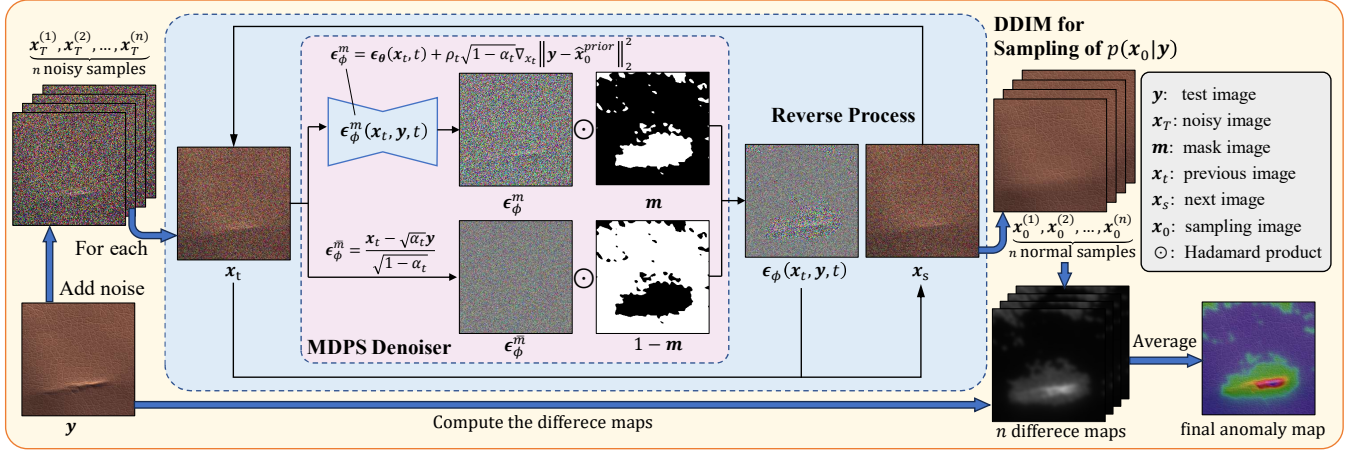 𝒙_T^(1), 𝒙_T^(2), …, 𝒙_T^(n)
n noisy samples
For each
Add noise
𝒚
𝒙_t
ϵ_ϕ^m = ϵ_θ(𝒙_t, t) + ρ_t√(1 − α_t)∇_{x_t}‖𝒚 − x̂_0^{prior}‖_2^2
ϵ_ϕ^m(𝒙_t, 𝒚, t)
ϵ_ϕ^m
⊙
𝒎
ϵ_ϕ^m̄ = (𝒙_t − √α_t 𝒚) / √(1 − α_t)
ϵ_ϕ^m̄
⊙
1 − 𝒎
MDPS Denoiser
Reverse Process
ϵ_ϕ(𝒙_t, 𝒚, t)
𝒙_s
DDIM for
Sampling of p(𝒙_0|𝒚)
𝒙_0^(1), 𝒙_0^(2), …, 𝒙_0^(n)
n normal samples
𝒚: test image
𝒙_T: noisy image
𝒎: mask image
𝒙_t: previous image
𝒙_s: next image
𝒙_0: sampling image
⊙: Hadamard product
Compute the differece maps
n differece maps
Average
final anomaly map